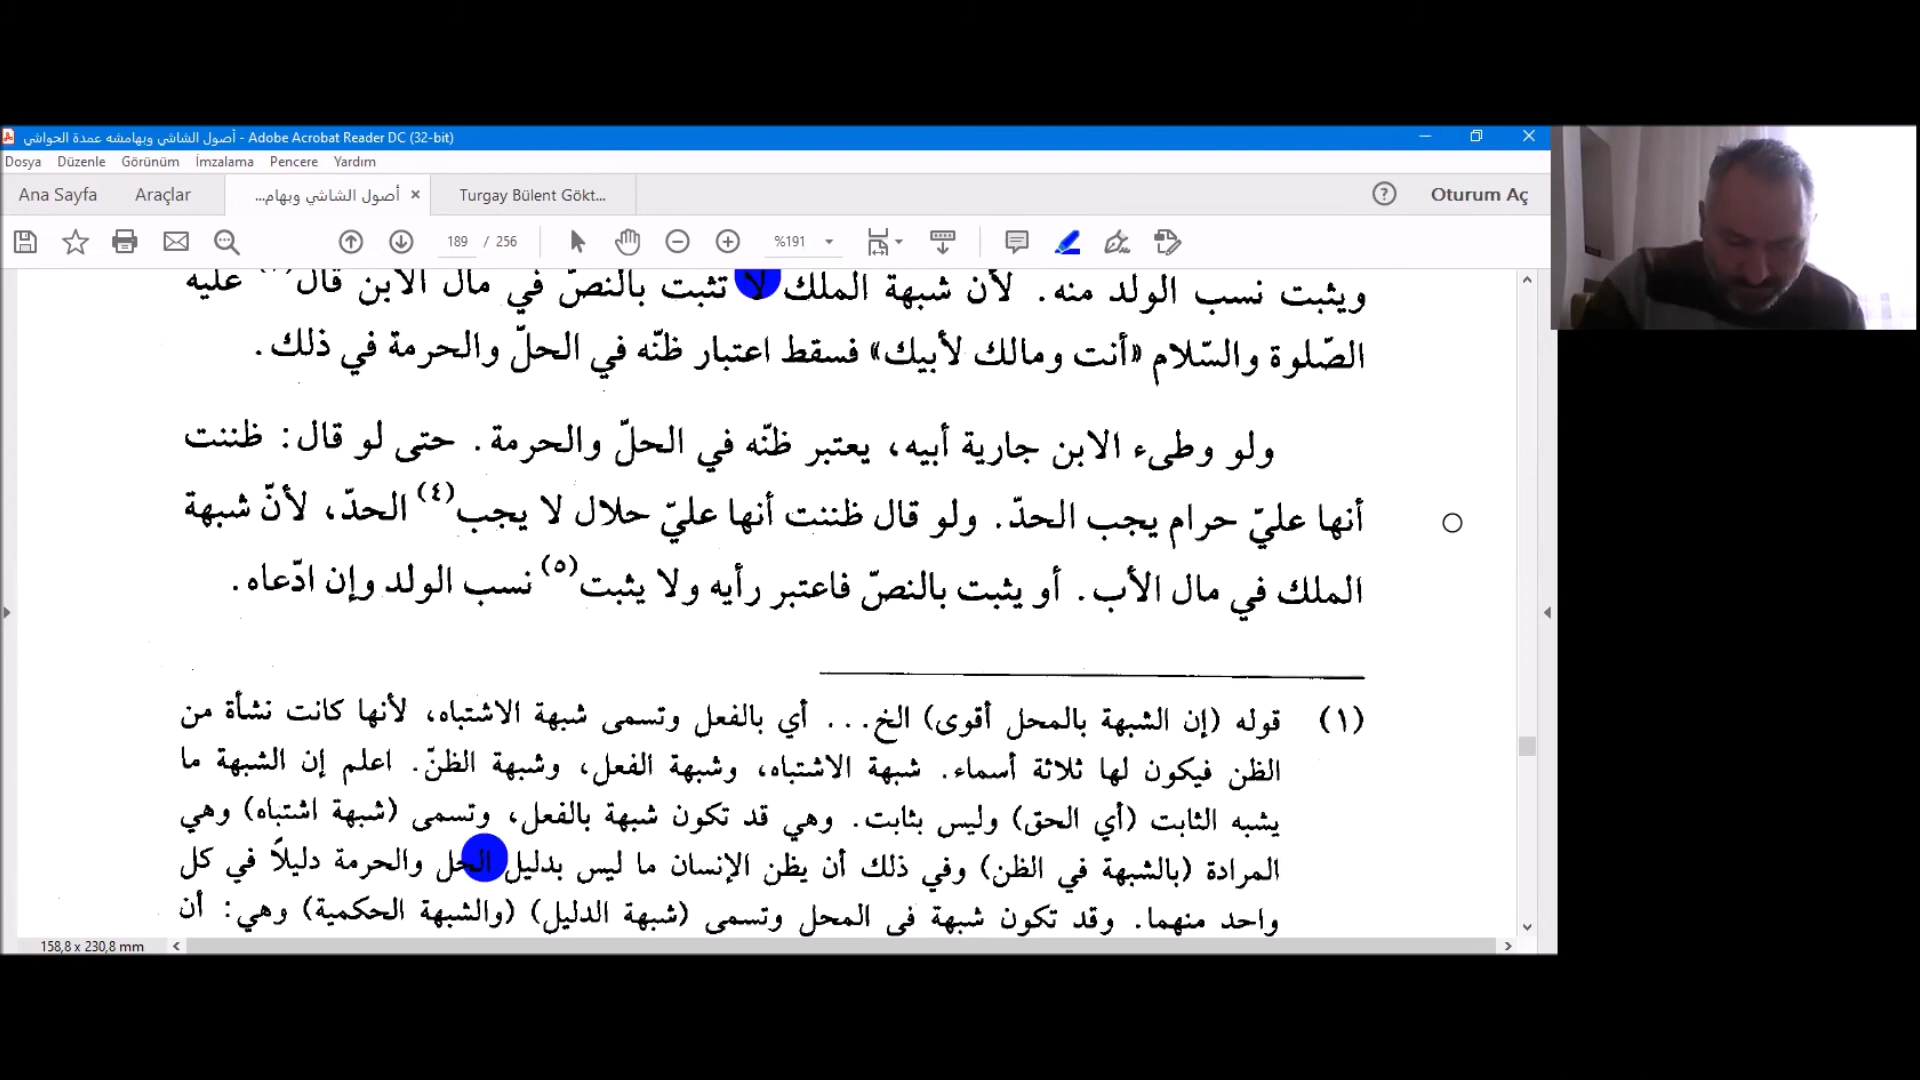 أصول الشاشي وبهامشه عمدة الحواشي - Adobe Acrobat Reader DC (32-bit)
Dosya Düzenle Görünüm İmzalama Pencere Yardım
Ana Sayfa Araçlar أصول الشاشي وبهام... × Turgay Bülent Gökt... Oturum Aç
189 / 256 %191
ويثبت نسب الولد منه. لأن شبهة الملك لا تثبت بالنصّ في مال الابن قال عليه
الصّلوة والسّلام «أنت ومالك لأبيك» فسقط اعتبار ظنّه في الحلّ والحرمة في ذلك.
ولو وطىء الابن جارية أبيه، يعتبر ظنّه في الحلّ والحرمة. حتى لو قال: ظننت
أنها عليّ حرام يجب الحدّ. ولو قال ظننت أنها عليّ حلال لا يجب(٤) الحدّ، لأنّ شبهة
الملك في مال الأب. أو يثبت بالنصّ فاعتبر رأيه ولا يثبت(٥) نسب الولد وإن ادّعاه.
(١) قوله (إن الشبهة بالمحل أقوى) الخ... أي بالفعل وتسمى شبهة الاشتباه، لأنها كانت نشأة من
الظن فيكون لها ثلاثة أسماء. شبهة الاشتباه، وشبهة الفعل، وشبهة الظنّ. اعلم إن الشبهة ما
يشبه الثابت (أي الحق) وليس بثابت. وهي قد تكون شبهة بالفعل، وتسمى (شبهة اشتباه) وهي
المرادة (بالشبهة في الظن) وفي ذلك أن يظن الإنسان ما ليس بدليل الحل والحرمة دليلاً في كل
واحد منهما. وقد تكون شبهة في المحل وتسمى (شبهة الدليل) (والشبهة الحكمية) وهي: أن
158,8 x 230,8 mm